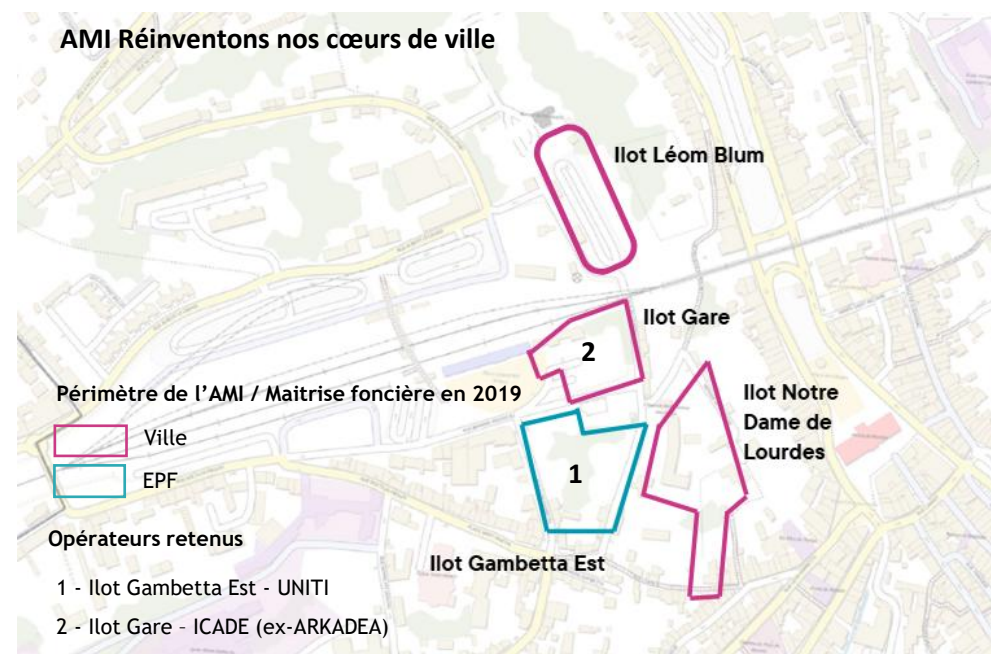 AMI Réinventons nos cœurs de ville
Ilot Léom Blum
Ilot Gare
2
Périmètre de l’AMI / Maitrise foncière en 2019
Ville
EPF
Ilot Notre
Dame de
Lourdes
1
Opérateurs retenus
Ilot Gambetta Est
1 - Ilot Gambetta Est - UNITI
2 - Ilot Gare – ICADE (ex-ARKADEA)